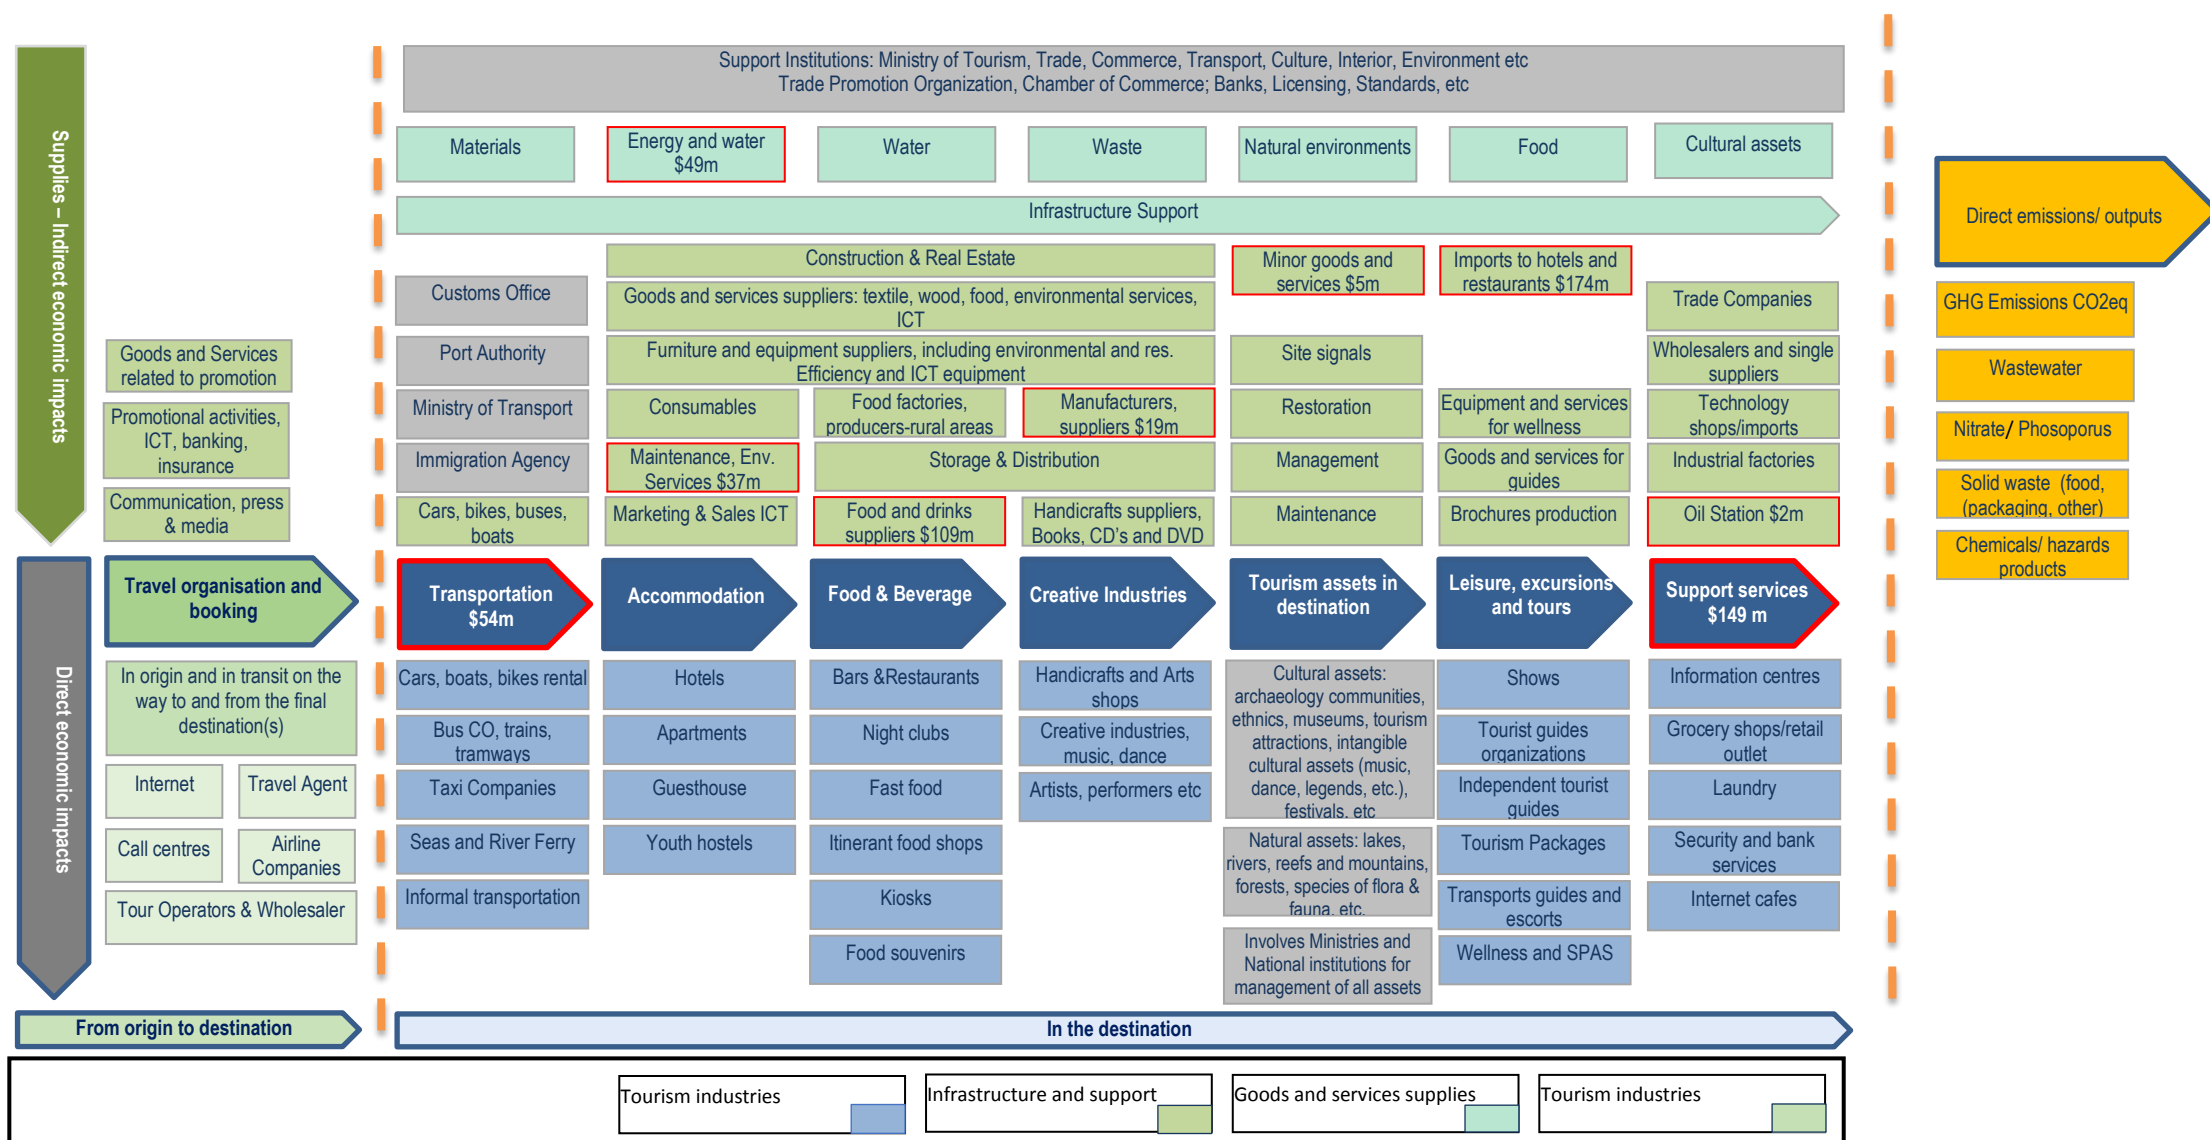 Support Institutions: Ministry of Tourism, Trade, Commerce, Transport, Culture, Interior, Environment etc
Trade Promotion Organization, Chamber of Commerce; Banks, Licensing, Standards, etc
Supplies – Indirect economic impacts
Materials
Energy and water
$49m
Water
Waste
Natural environments
Food
Cultural assets
Infrastructure Support
Direct emissions/ outputs
Construction & Real Estate
Minor goods and
services $5m
Imports to hotels and
restaurants $174m
Customs Office
Goods and services suppliers: textile, wood, food, environmental services,
ICT
Trade Companies
GHG Emissions CO2eq
Goods and Services
related to promotion
Port Authority
Furniture and equipment suppliers, including environmental and res.
Efficiency and ICT equipment
Site signals
Wholesalers and single
suppliers
Wastewater
Promotional activities,
ICT, banking,
insurance
Ministry of Transport
Consumables
Food factories,
producers-rural areas
Manufacturers,
suppliers $19m
Restoration
Equipment and services
for wellness
Technology
shops/imports
Nitrate/ Phosoporus
Immigration Agency
Maintenance, Env.
Services $37m
Storage & Distribution
Management
Goods and services for
guides
Industrial factories
Solid waste (food,
(packaging, other)
Communication, press
& media
Cars, bikes, buses,
boats
Marketing & Sales ICT
Food and drinks
suppliers $109m
Handicrafts suppliers,
Books, CD's and DVD
Maintenance
Brochures production
Oil Station $2m
Chemicals/ hazards
products
Direct economic impacts
Travel organisation and
booking
Transportation
$54m
Accommodation
Food & Beverage
Creative Industries
Tourism assets in
destination
Leisure, excursions
and tours
Support services
$149 m
In origin and in transit on the
way to and from the final
destination(s)
Internet
Travel Agent
Call centres
Airline
Companies
Tour Operators & Wholesaler
Cars, boats, bikes rental
Bus CO, trains,
tramways
Taxi Companies
Seas and River Ferry
Informal transportation
Hotels
Apartments
Guesthouse
Youth hostels
Bars &Restaurants
Night clubs
Fast food
Itinerant food shops
Kiosks
Food souvenirs
Handicrafts and Arts
shops
Creative industries,
music, dance
Artists, performers etc
Cultural assets:
archaeology communities,
ethnics, museums, tourism
attractions, intangible
cultural assets (music,
dance, legends, etc.),
festivals, etc
Natural assets: lakes,
rivers, reefs and mountains,
forests, species of flora &
fauna, etc.
Involves Ministries and
National institutions for
management of all assets
Shows
Tourist guides
organizations
Independent tourist
guides
Tourism Packages
Transports guides and
escorts
Wellness and SPAS
Information centres
Grocery shops/retail
outlet
Laundry
Security and bank
services
Internet cafes
From origin to destination
In the destination
Tourism industries
Infrastructure and support
Goods and services supplies
Tourism industries